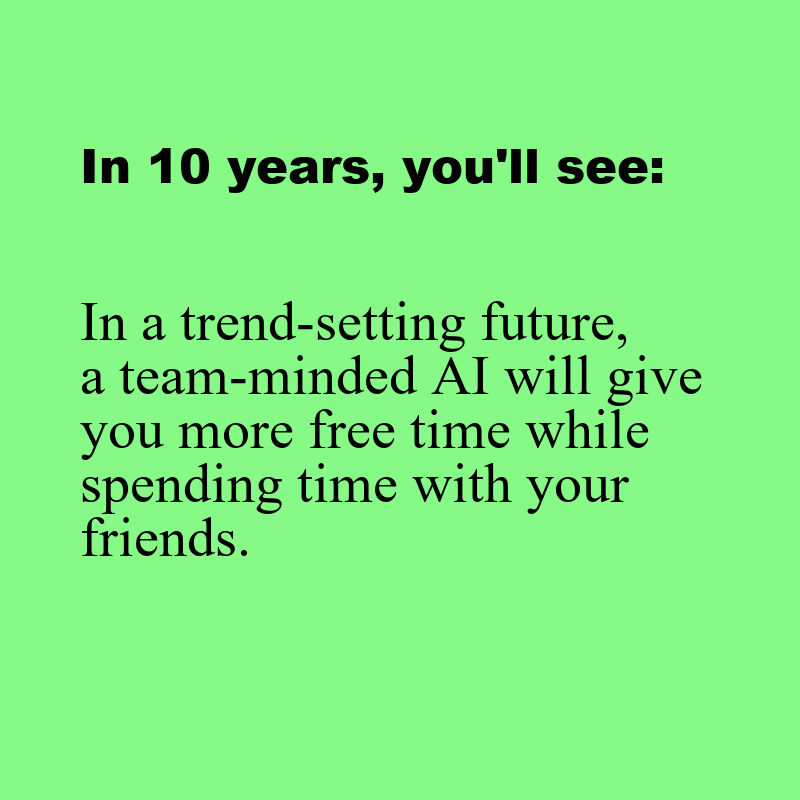 In 10 years, you'll see:
In a trend-setting future,
a team-minded AI will give
you more free time while
spending time with your
friends.